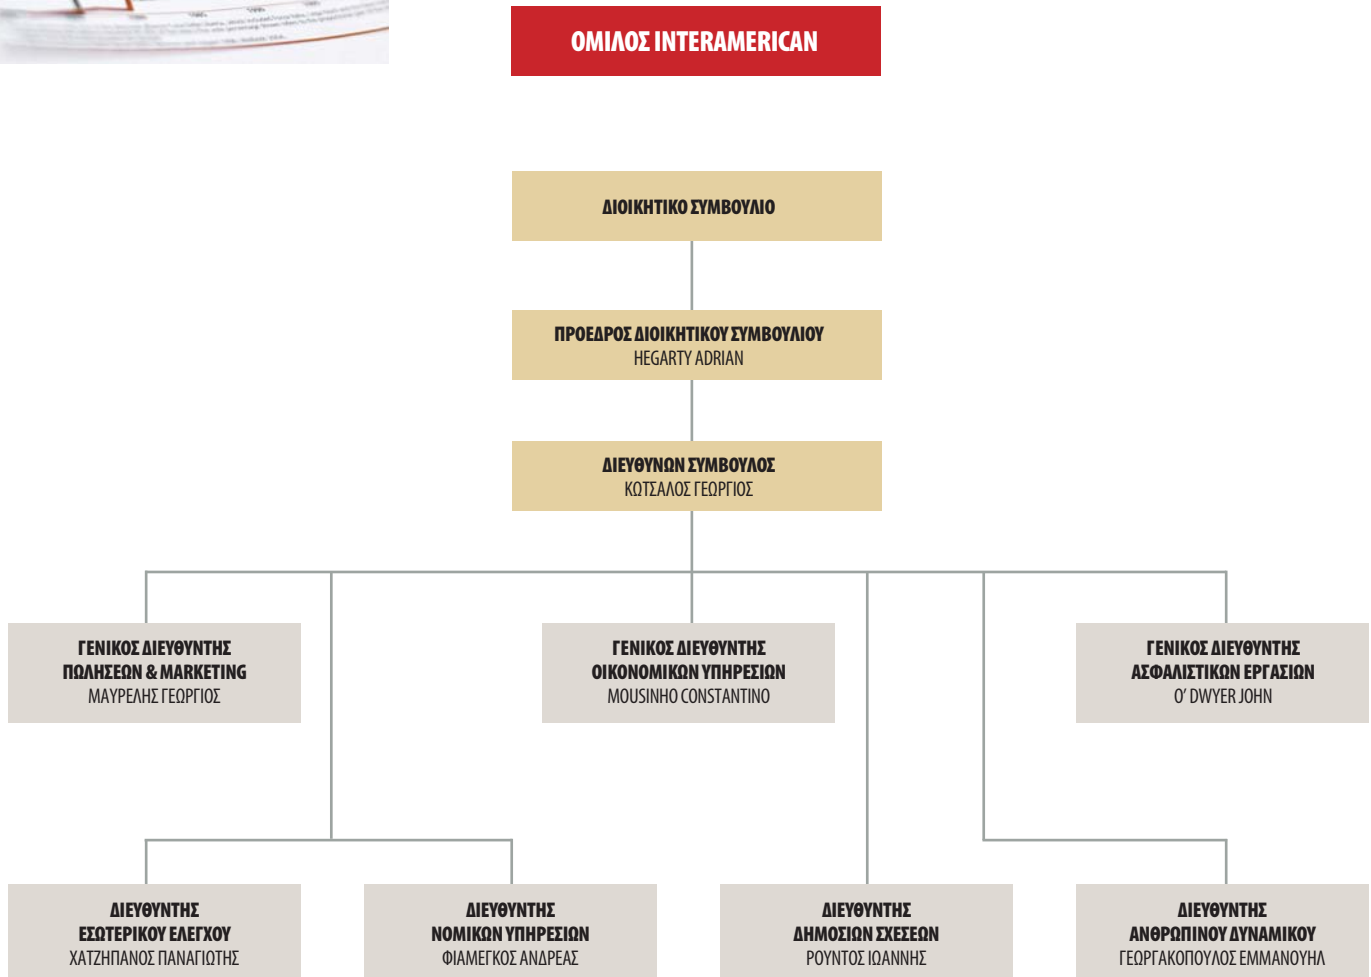 ΟΜΙΛΟΣ INTERAMERICAN
ΔΙΟΙΚΗΤΙΚΟ ΣΥΜΒΟΥΛΙΟ
ΠΡΟΕΔΡΟΣ ΔΙΟΙΚΗΤΙΚΟΥ ΣΥΜΒΟΥΛΙΟΥ
HEGARTY ADRIAN
ΔΙΕΥΘΥΝΩΝ ΣΥΜΒΟΥΛΟΣ
ΚΩΤΣΑΛΟΣ ΓΕΩΡΓΙΟΣ
ΓΕΝΙΚΟΣ ΔΙΕΥΘΥΝΤΗΣ
ΠΩΛΗΣΕΩΝ & MARKETING
ΜΑΥΡΕΛΗΣ ΓΕΩΡΓΙΟΣ
ΓΕΝΙΚΟΣ ΔΙΕΥΘΥΝΤΗΣ
ΟΙΚΟΝΟΜΙΚΩΝ ΥΠΗΡΕΣΙΩΝ
MOUSINHO CONSTANTINO
ΓΕΝΙΚΟΣ ΔΙΕΥΘΥΝΤΗΣ
ΑΣΦΑΛΙΣΤΙΚΩΝ ΕΡΓΑΣΙΩΝ
O’ DWYER JOHN
ΔΙΕΥΘΥΝΤΗΣ
ΕΣΩΤΕΡΙΚΟΥ ΕΛΕΓΧΟΥ
ΧΑΤΖΗΠΑΝΟΣ ΠΑΝΑΓΙΩΤΗΣ
ΔΙΕΥΘΥΝΤΗΣ
ΝΟΜΙΚΩΝ ΥΠΗΡΕΣΙΩΝ
ΦΙΑΜΕΓΚΟΣ ΑΝΔΡΕΑΣ
ΔΙΕΥΘΥΝΤΗΣ
ΔΗΜΟΣΙΩΝ ΣΧΕΣΕΩΝ
ΡΟΥΝΤΟΣ ΙΩΑΝΝΗΣ
ΔΙΕΥΘΥΝΤΗΣ
ΑΝΘΡΩΠΙΝΟΥ ΔΥΝΑΜΙΚΟΥ
ΓΕΩΡΓΑΚΟΠΟΥΛΟΣ ΕΜΜΑΝΟΥΗΛ